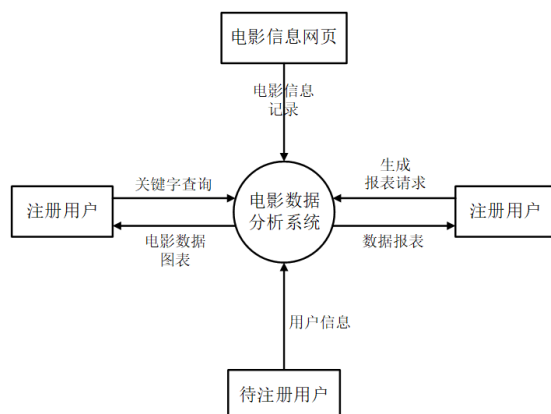 电影信息网页
电影信息
记录
生成
报表请求
关键字查询
注册用户
电影数据
分析系统
注册用户
电影数据
图表
数据报表
用户信息
待注册用户